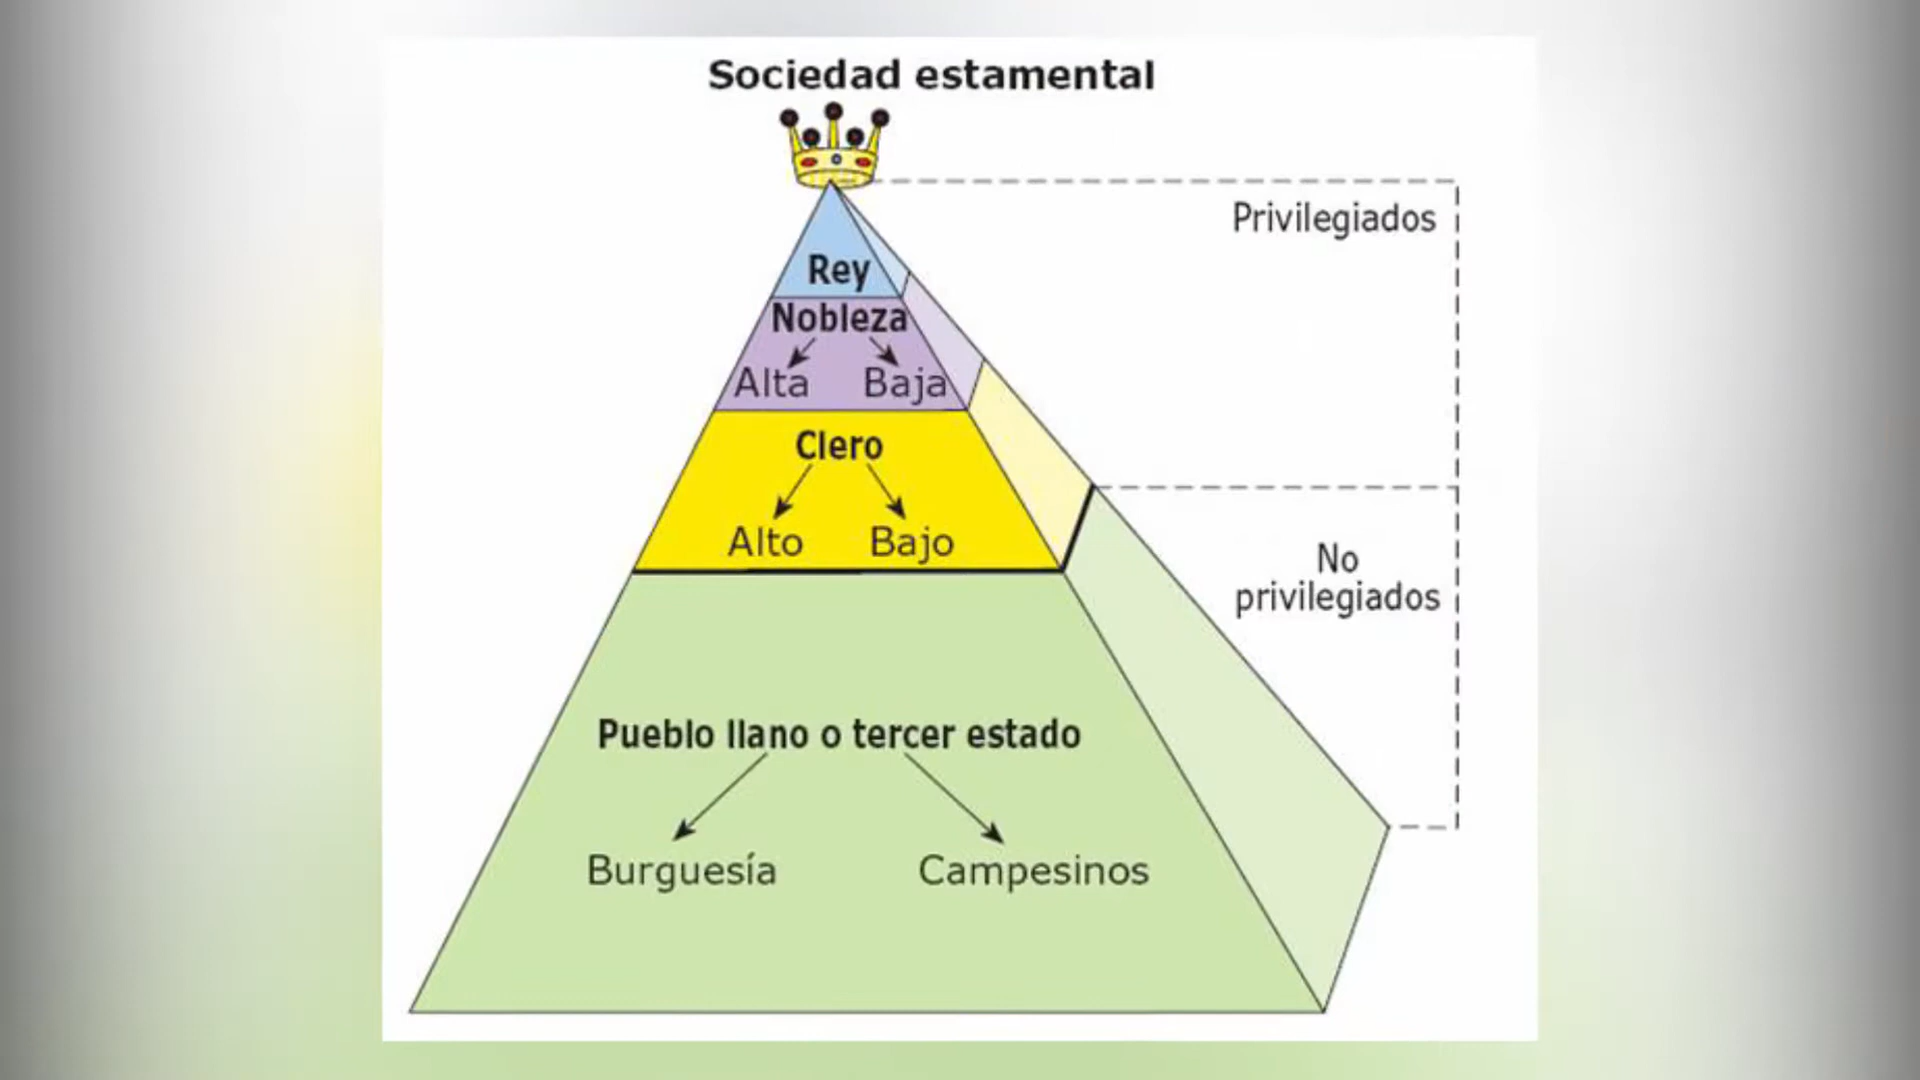 Sociedad estamental
Privilegiados
Rey
Nobleza
Alta Baja
Clero
Alto Bajo
No
privilegiados
Pueblo llano o tercer estado
Burguesía Campesinos